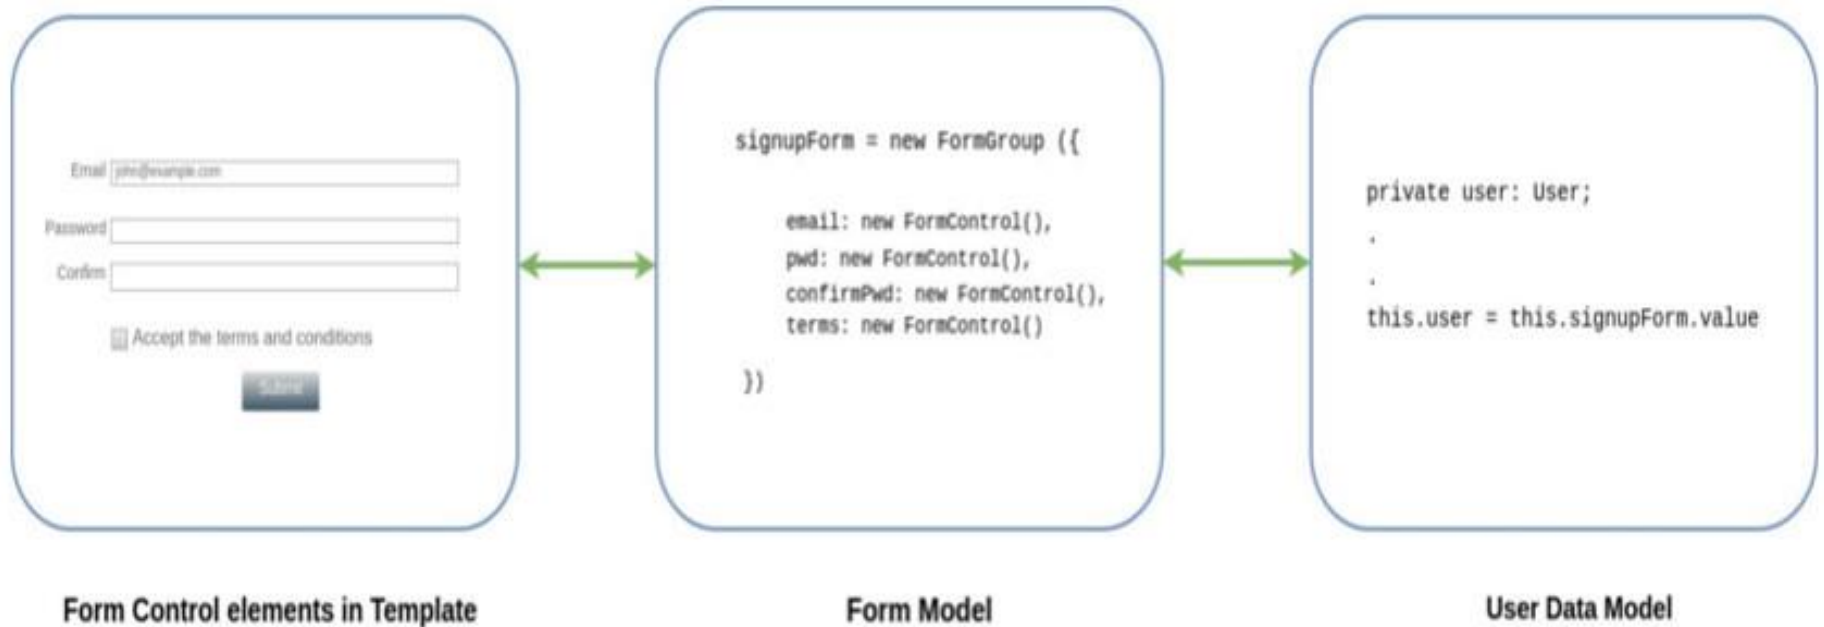 Email john@example.com
Password
Confirm
Accept the terms and conditions
Submit
signupForm = new FormGroup ({
email: new FormControl(),
pwd: new FormControl(),
confirmPwd: new FormControl(),
terms: new FormControl()
})
private user: User;
.
.
this.user = this.signupForm.value
Form Control elements in Template
Form Model
User Data Model